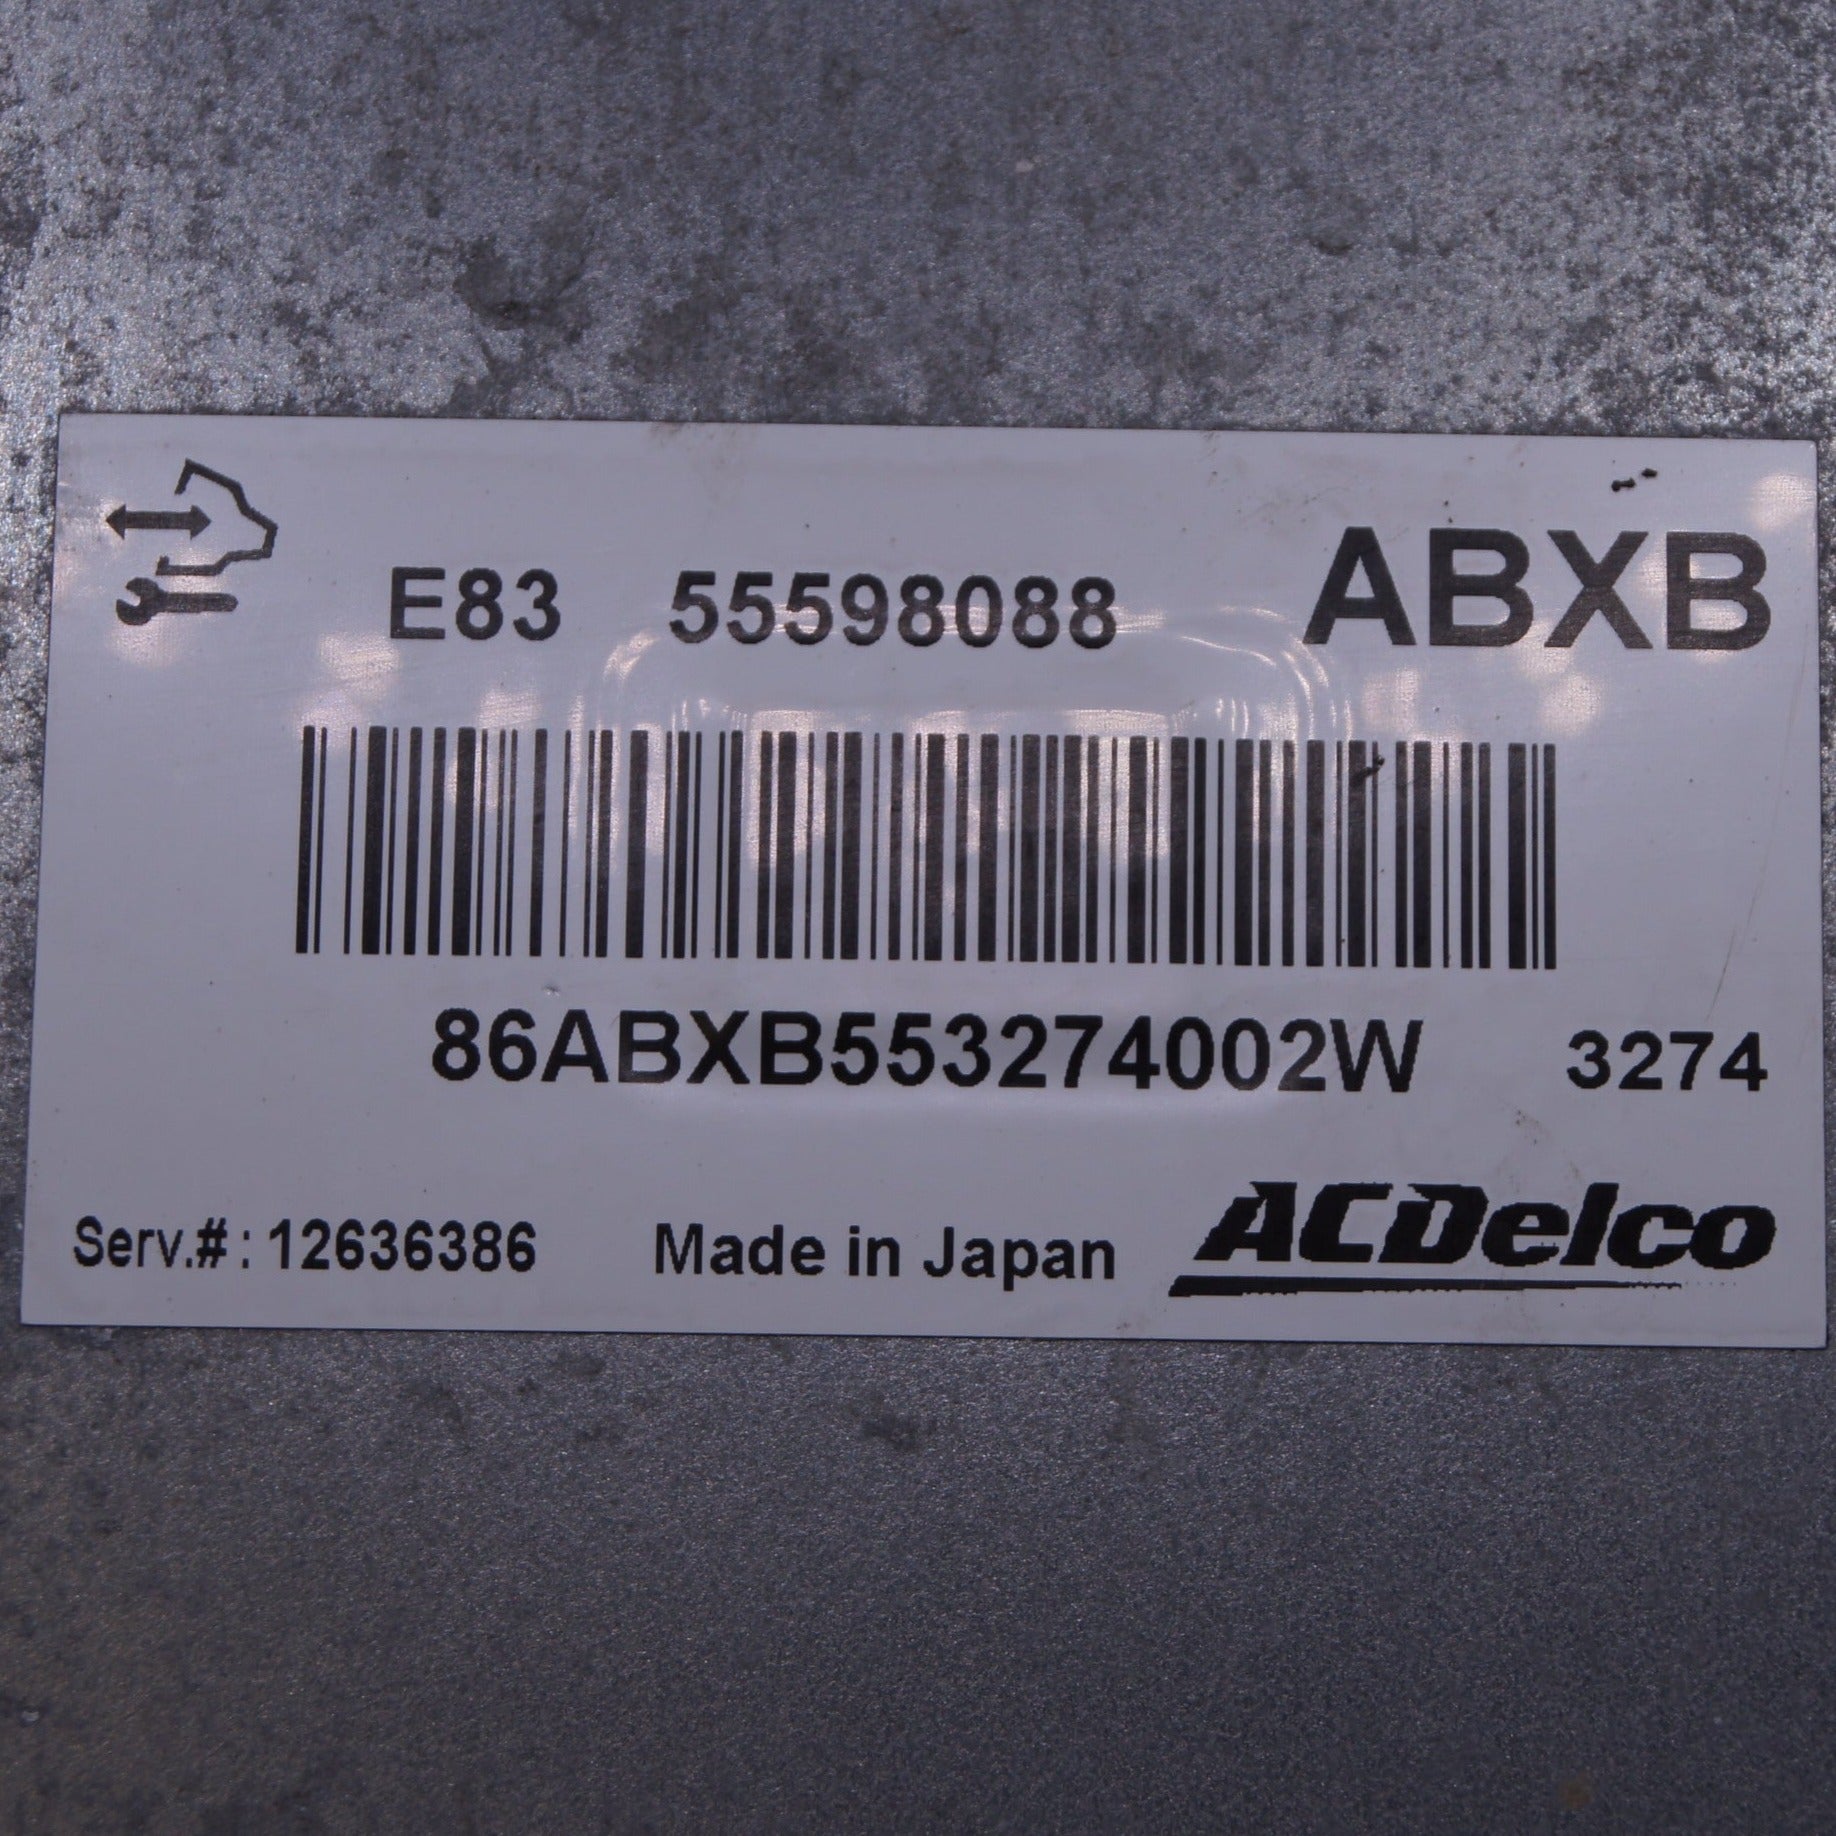 E83 55598088 ABXB
86ABXB553274002W 3274
Serv.#: 12636386 Made in Japan ACDelco